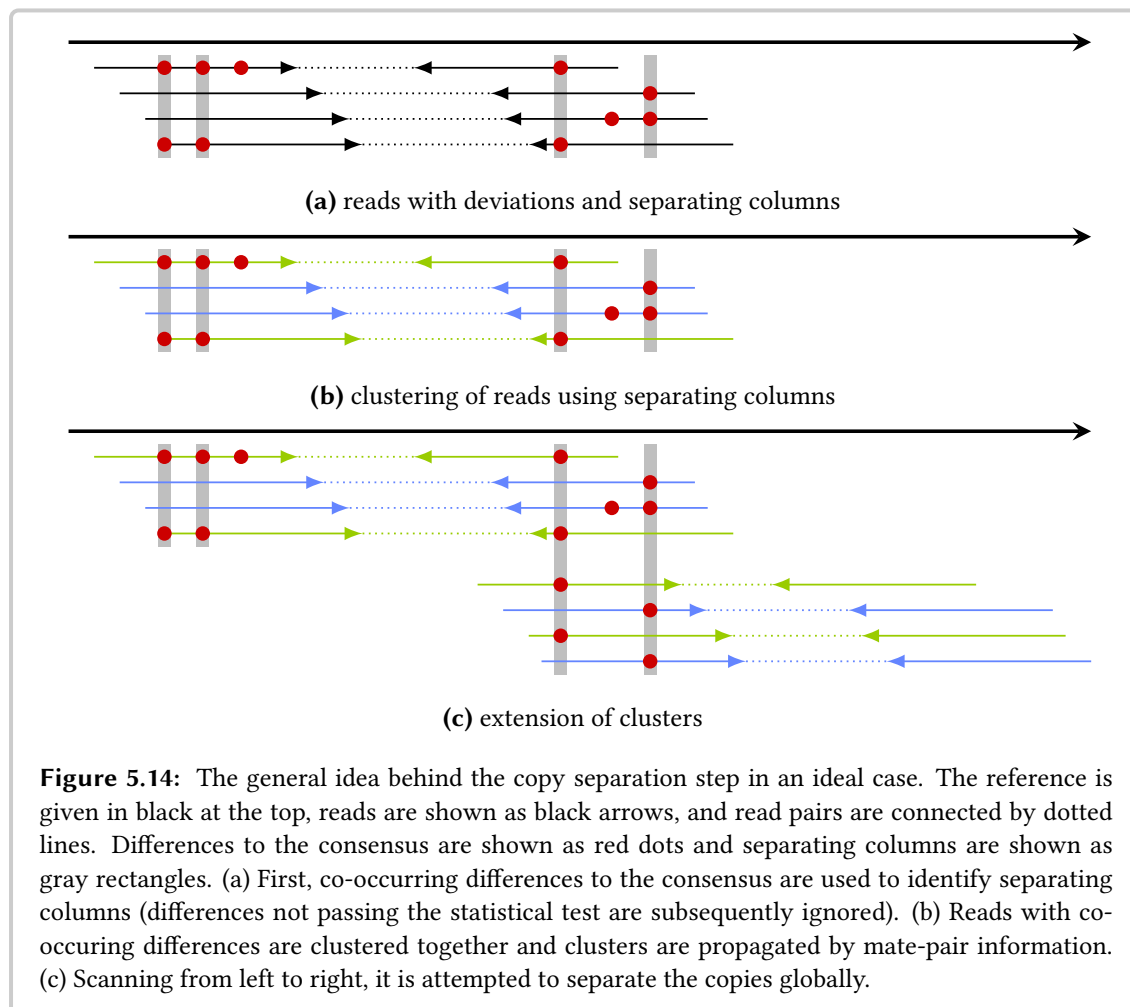 (a) reads with deviations and separating columns
(b) clustering of reads using separating columns
(c) extension of clusters
Figure 5.14: The general idea behind the copy separation step in an ideal case. The reference is
given in black at the top, reads are shown as black arrows, and read pairs are connected by dotted
lines. Differences to the consensus are shown as red dots and separating columns are shown as
gray rectangles. (a) First, co-occurring differences to the consensus are used to identify separating
columns (differences not passing the statistical test are subsequently ignored). (b) Reads with co-
occuring differences are clustered together and clusters are propagated by mate-pair information.
(c) Scanning from left to right, it is attempted to separate the copies globally.